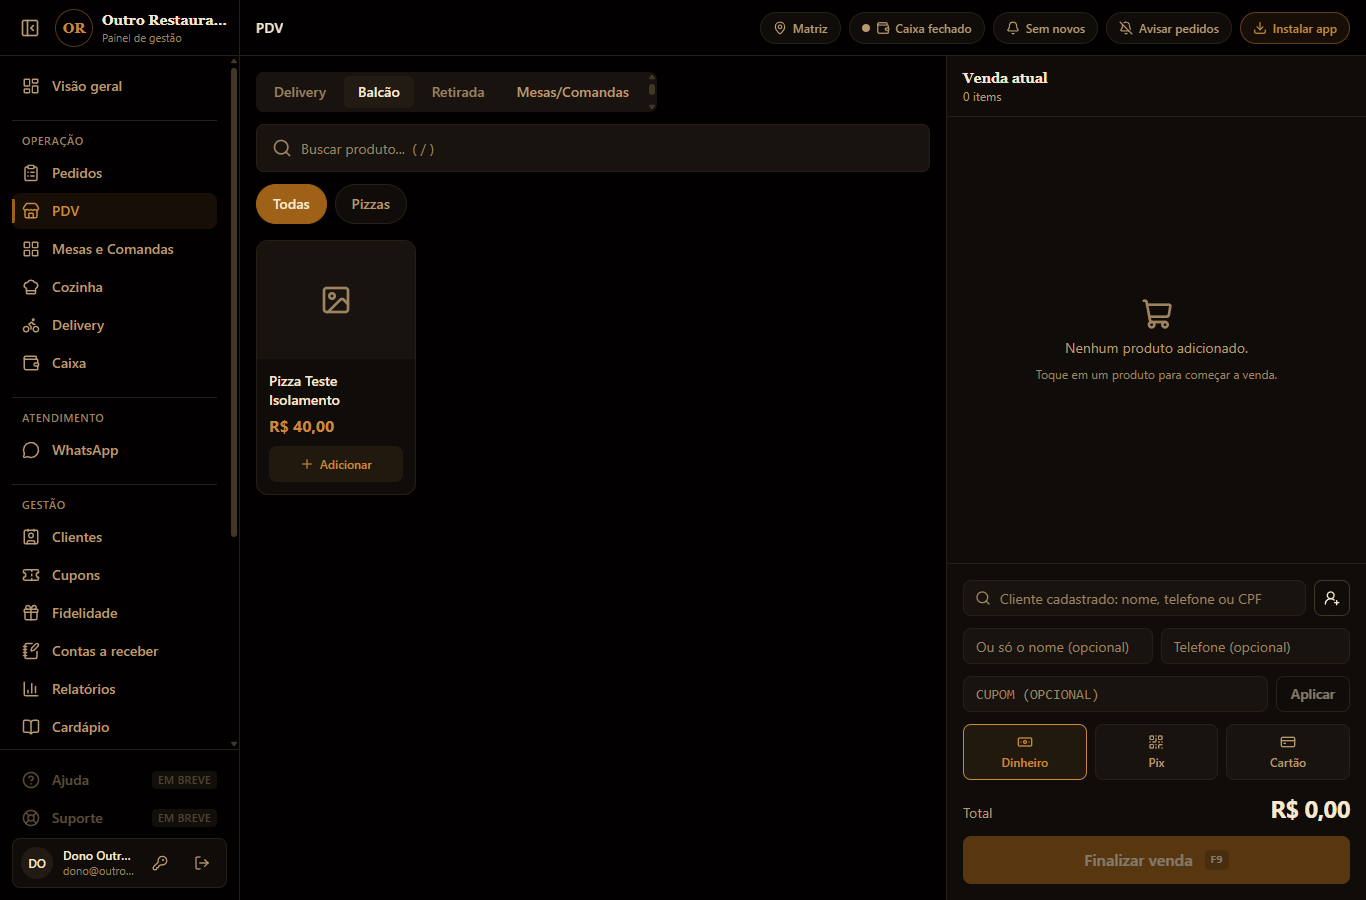 OR
Outro Restaura...
Painel de gestão
PDV
Matriz
Caixa fechado
Sem novos
Avisar pedidos
Instalar app
Visão geral
OPERAÇÃO
Pedidos
PDV
Mesas e Comandas
Cozinha
Delivery
Caixa
ATENDIMENTO
WhatsApp
GESTÃO
Clientes
Cupons
Fidelidade
Contas a receber
Relatórios
Cardápio
Ajuda EM BREVE
Suporte EM BREVE
DO
Dono Outr...
dono@outro...
Delivery Balcão Retirada Mesas/Comandas
Buscar produto... ( / )
Todas Pizzas
Pizza Teste
Isolamento
R$ 40,00
+ Adicionar
Venda atual
0 items
Nenhum produto adicionado.
Toque em um produto para começar a venda.
Cliente cadastrado: nome, telefone ou CPF
Ou só o nome (opcional) Telefone (opcional)
CUPOM (OPCIONAL) Aplicar
Dinheiro Pix Cartão
Total R$ 0,00
Finalizar venda F9